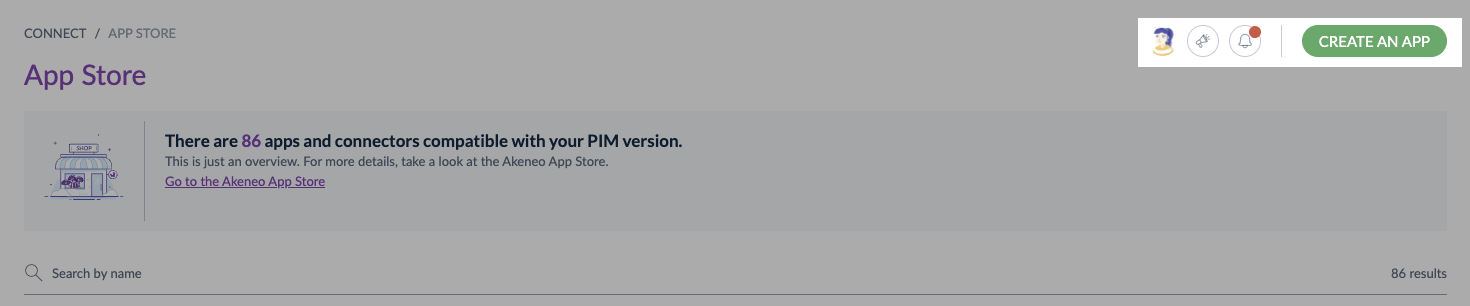 CONNECT / APP STORE
CREATE AN APP
App Store
SHOP
There are 86 apps and connectors compatible with your PIM version.
This is just an overview. For more details, take a look at the Akeneo App Store.
Go to the Akeneo App Store
Search by name
86 results